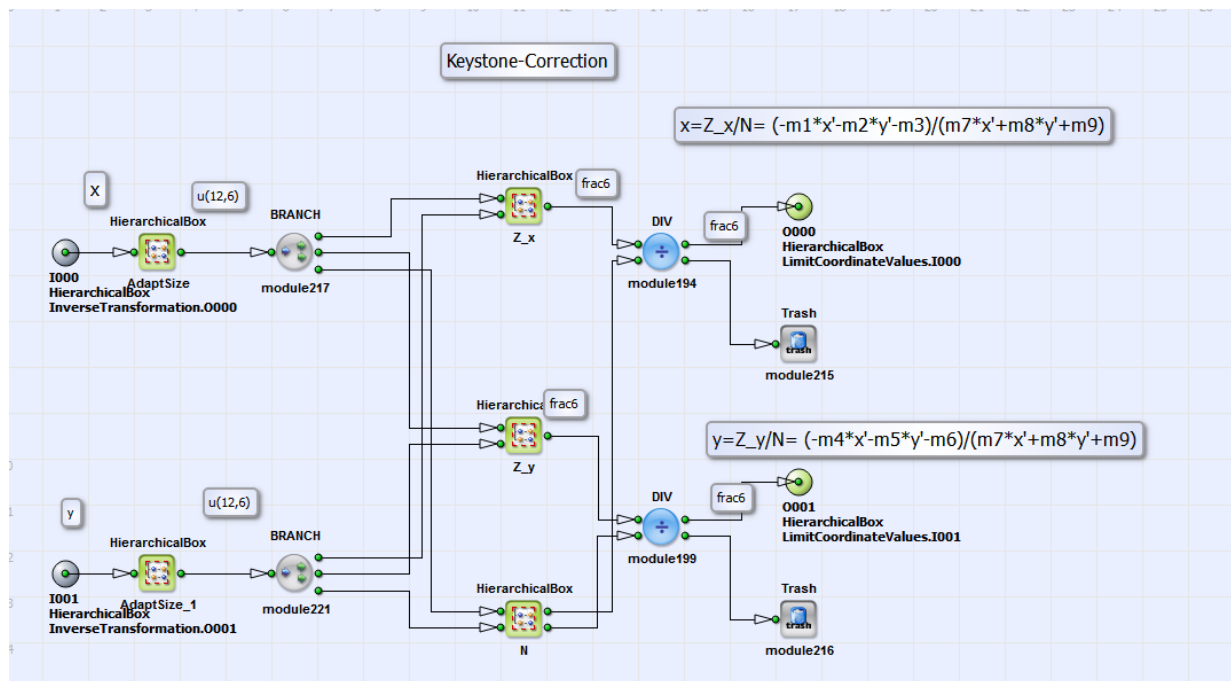 Keystone-Correction
x=Z_x/N= (-m1*x'-m2*y'-m3)/(m7*x'+m8*y'+m9)
X
u(12,6)
HierarchicalBox
AdaptSize
I000
HierarchicalBox
InverseTransformation.O000
BRANCH
module217
HierarchicalBox
frac6
Z_x
DIV
frac6
module194
O000
HierarchicalBox
LimitCoordinateValues.I000
Trash
trash
module215
Hierarchica
frac6
Z_y
y=Z_y/N= (-m4*x'-m5*y'-m6)/(m7*x'+m8*y'+m9)
y
u(12,6)
HierarchicalBox
AdaptSize_1
I001
HierarchicalBox
InverseTransformation.O001
BRANCH
module221
HierarchicalBox
N
DIV
frac6
module199
O001
HierarchicalBox
LimitCoordinateValues.I001
Trash
trash
module216